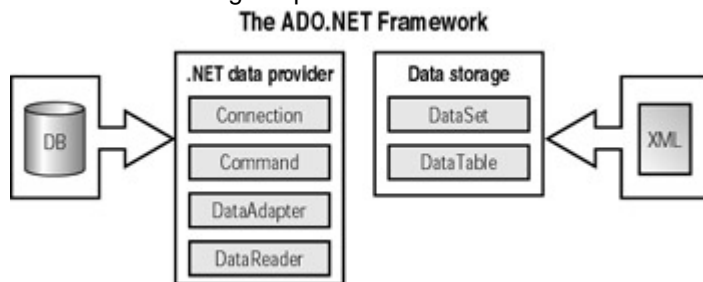 The ADO.NET Framework
.NET data provider
Data storage
DB
Connection
Command
DataAdapter
DataReader
DataSet
DataTable
XML